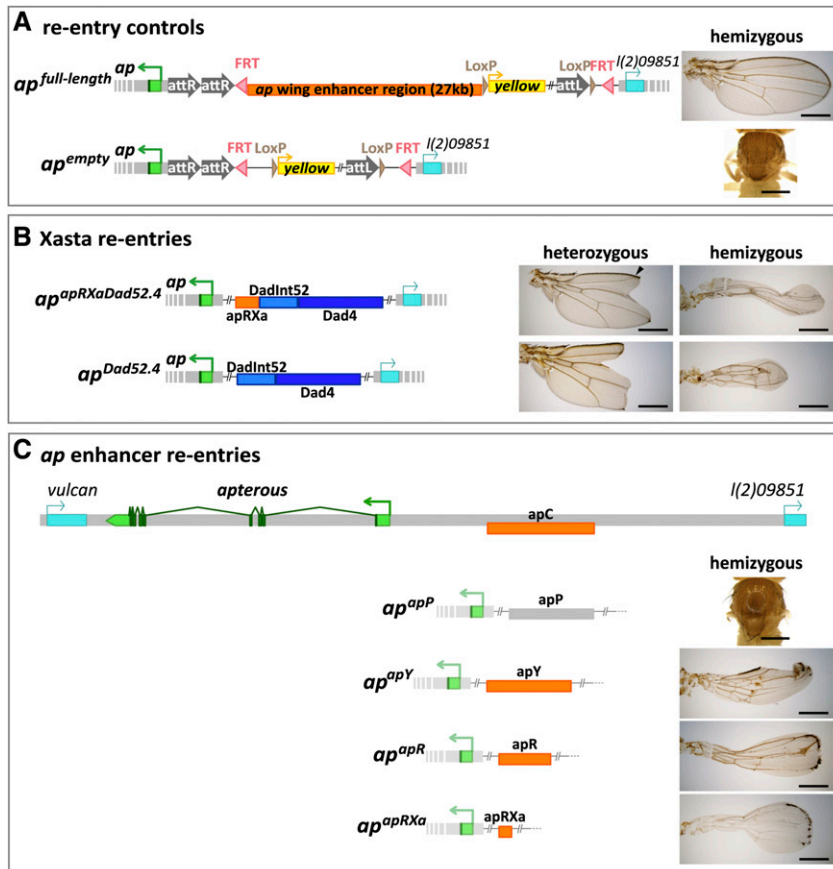 A re-entry controls
hemizygous
ap full-length
ap
attR attR
FRT
ap wing enhancer region (27kb)
LoxP
yellow
attL
LoxP
FRT
l(2)09851
ap empty
ap
attR attR
FRT
LoxP
yellow
attL
LoxP
FRT
l(2)09851
B Xasta re-entries
heterozygous
hemizygous
ap apRXaDad52.4
ap
apRXa
DadInt52
Dad4
ap Dad52.4
ap
DadInt52
Dad4
C ap enhancer re-entries
vulcan
apterous
apC
l(2)09851
hemizygous
ap apP
apP
ap apY
apY
ap apR
apR
ap apRXa
apRXa